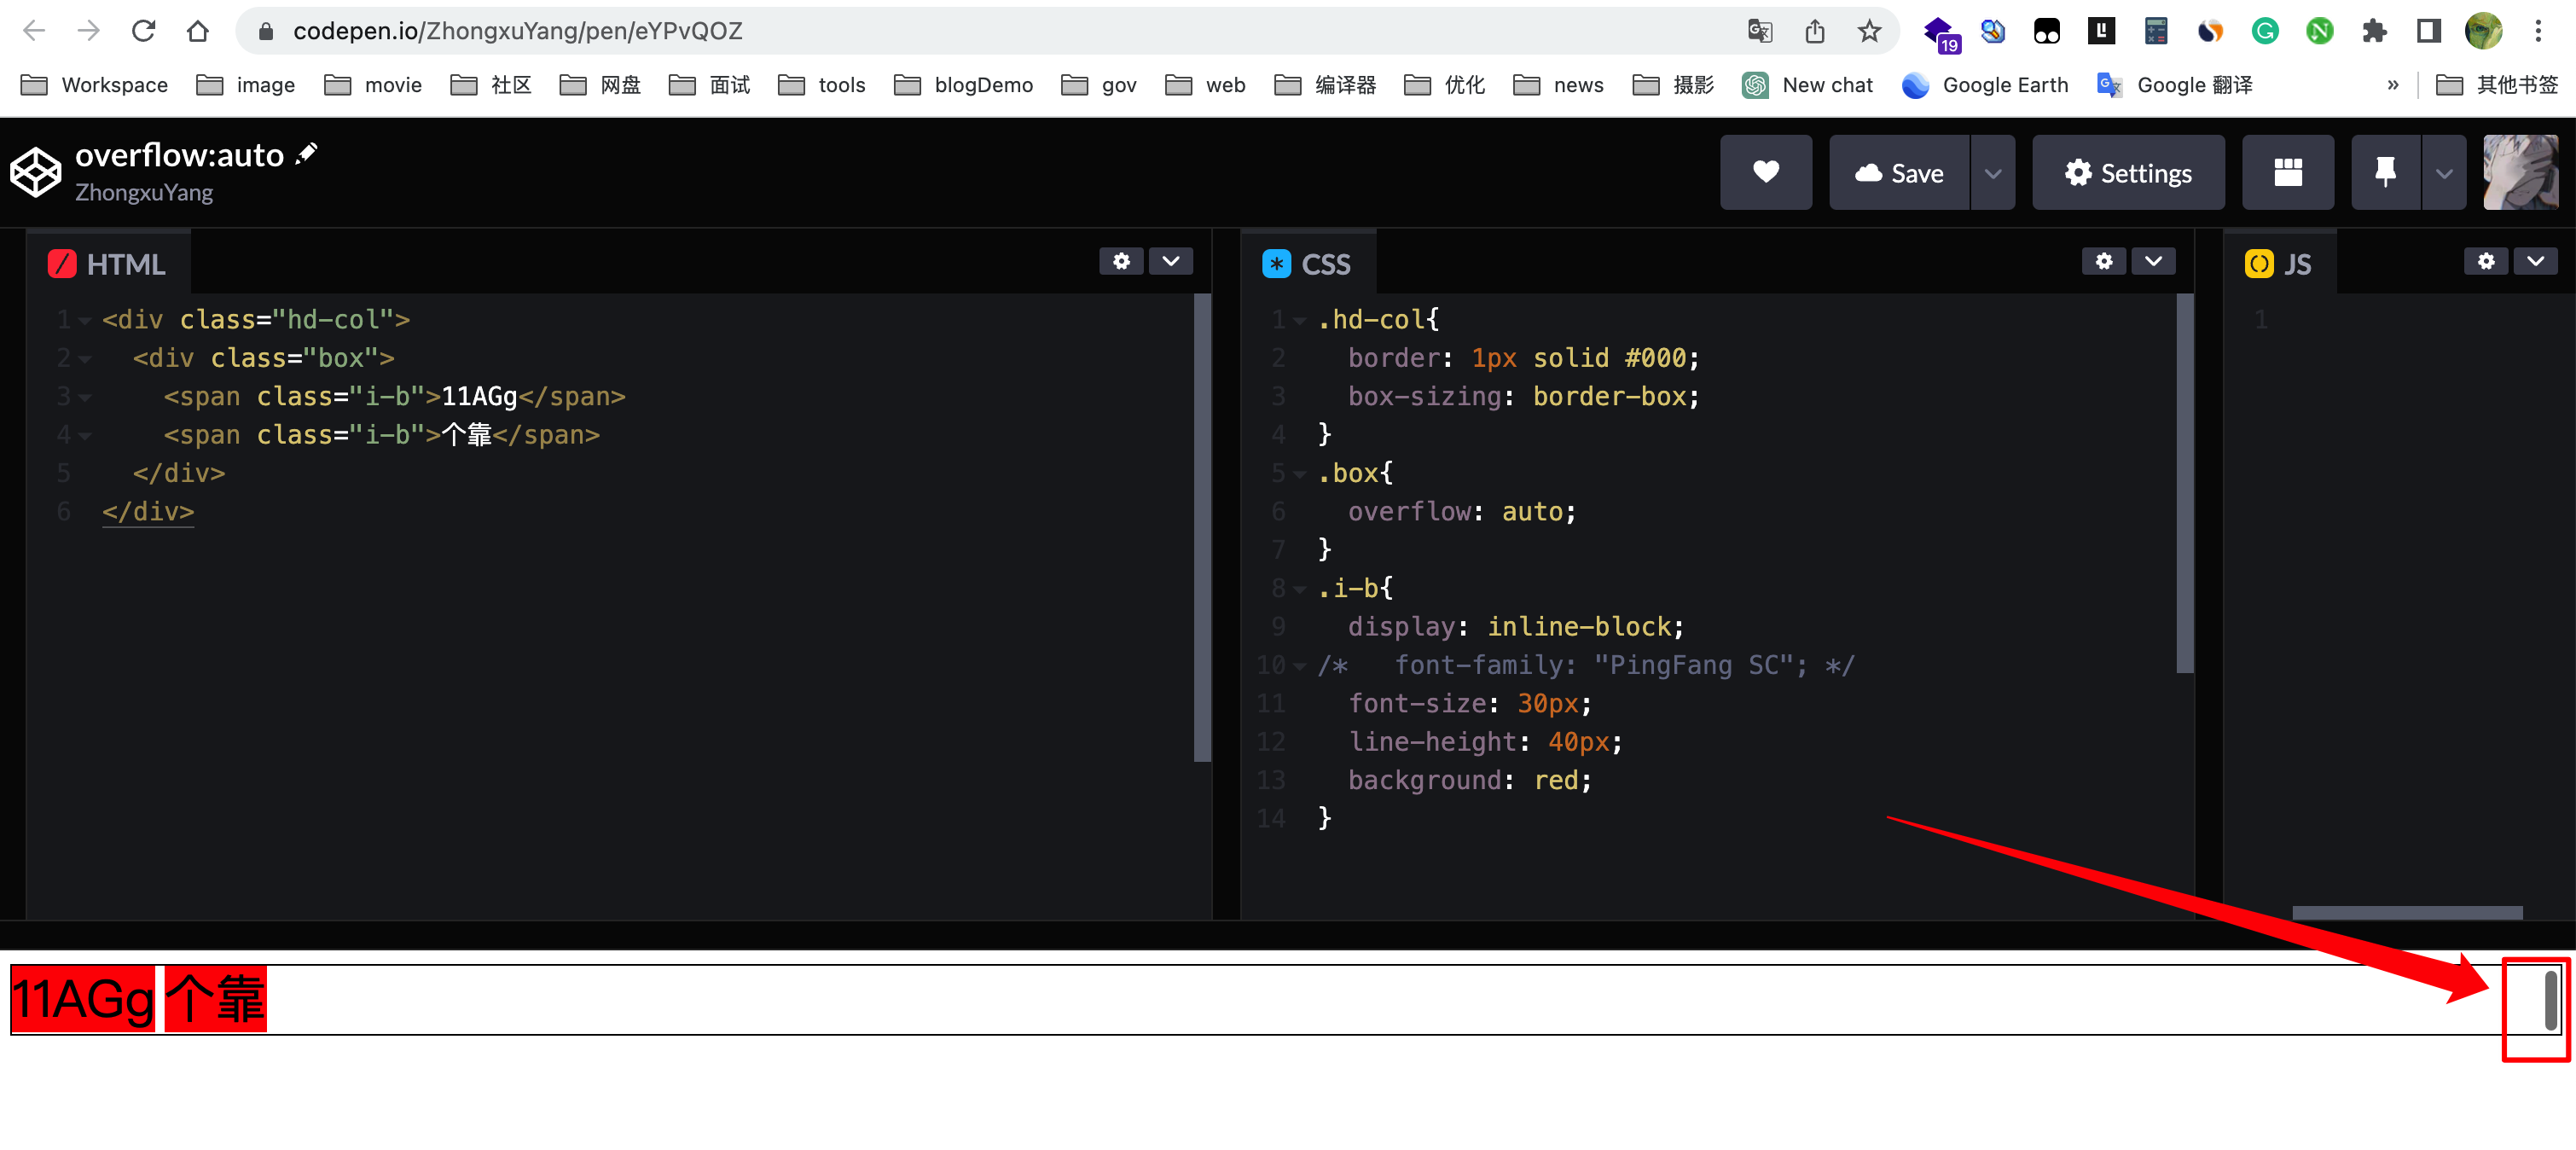 codepen.io/ZhongxuYang/pen/eYPvQOZ
19
Workspace image movie 社区 网盘 面试 tools blogDemo gov web 编译器 优化 news 摄影 New chat Google Earth Google 翻译 » 其他书签
overflow:auto
ZhongxuYang
Save
Settings
HTML
1 <div class="hd-col">
2 <div class="box">
3 <span class="i-b">11AGg</span>
4 <span class="i-b">个靠</span>
5 </div>
6 </div>
CSS
1 .hd-col{
2 border: 1px solid #000;
3 box-sizing: border-box;
4 }
5 .box{
6 overflow: auto;
7 }
8 .i-b{
9 display: inline-block;
10 /* font-family: "PingFang SC"; */
11 font-size: 30px;
12 line-height: 40px;
13 background: red;
14 }
JS
1
11AGg 个靠